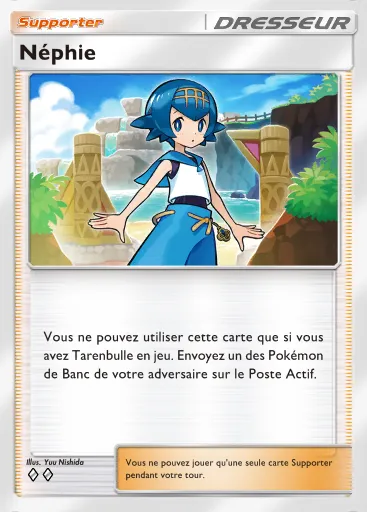 Supporter
DRESSEUR
Néphie
Vous ne pouvez utiliser cette carte que si vous
avez Tarenbulle en jeu. Envoyez un des Pokémon
de Banc de votre adversaire sur le Poste Actif.
Illus. Yuu Nishida
Vous ne pouvez jouer qu'une seule carte Supporter
pendant votre tour.